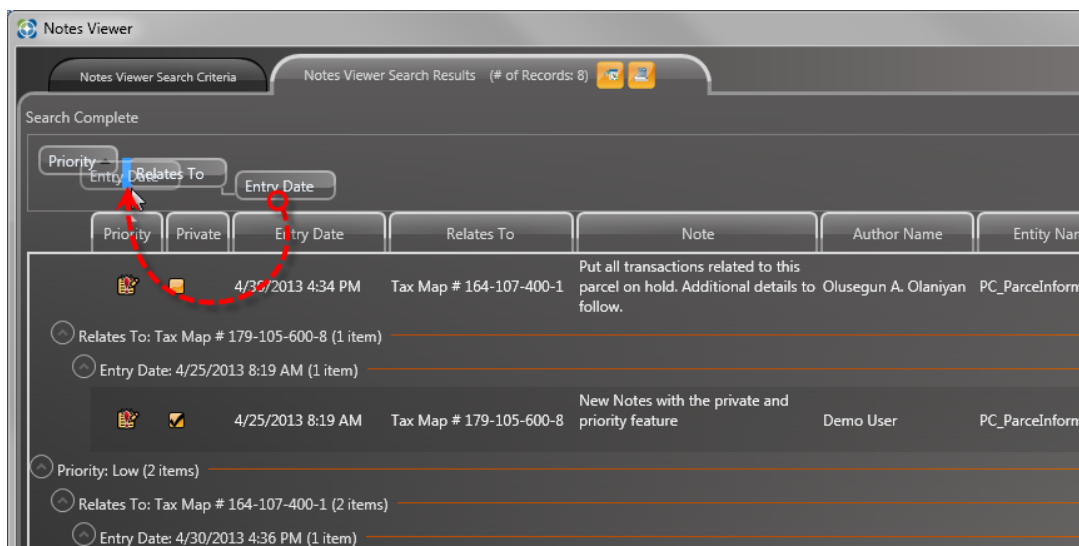 Notes Viewer
Notes Viewer Search Criteria
Notes Viewer Search Results (# of Records: 8)
Search Complete
Priority
Entry Date
Relates To
Entry Date
Priority Private Entry Date Relates To Note Author Name Entity Nar
Put all transactions related to this
4/30/2013 4:34 PM Tax Map # 164-107-400-1 parcel on hold. Additional details to Olusegun A. Olaniyan PC_ParceInform
follow.
Relates To: Tax Map # 179-105-600-8 (1 item)
Entry Date: 4/25/2013 8:19 AM (1 item)
New Notes with the private and
4/25/2013 8:19 AM Tax Map # 179-105-600-8 priority feature Demo User PC_ParceInform
Priority: Low (2 items)
Relates To: Tax Map # 164-107-400-1 (2 items)
Entry Date: 4/30/2013 4:36 PM (1 item)